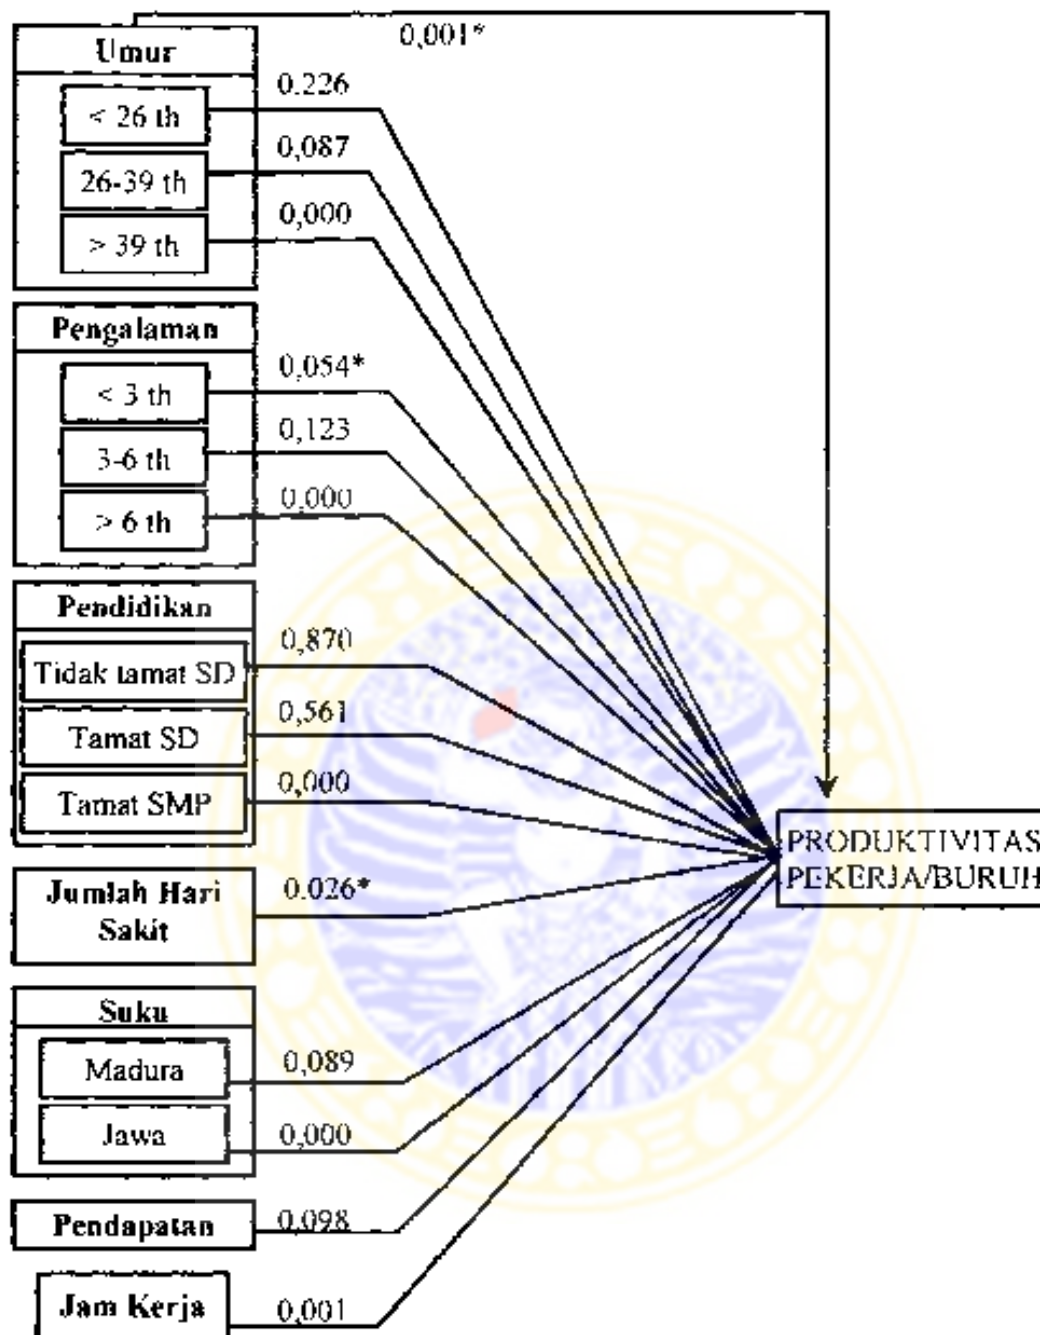 0,001*
Umur
< 26 th
0.226
26-39 th
0,087
> 39 th
0,000
Pengalaman
< 3 th
0,054*
3-6 th
0,123
> 6 th
0,000
Pendidikan
Tidak tamat SD
0,870
Tamat SD
0,561
Tamat SMP
0,000
Jumlah Hari
Sakit
0.026*
Suku
Madura
0,089
Jawa
0,000
Pendapatan
0.098
Jam Kerja
0,001
PRODUKTIVITAS
PEKERJA/BURUH